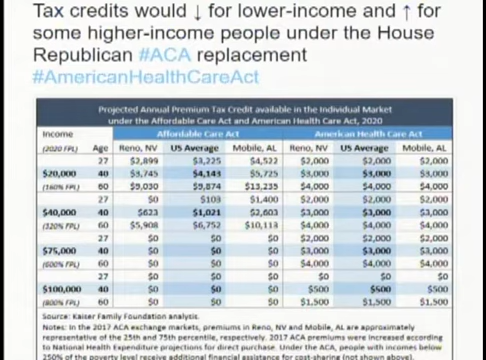 Tax credits would ↓ for lower-income and ↑ for
some higher-income people under the House
Republican #ACA replacement
#AmericanHealthCareAct
Projected Annual Premium Tax Credit available in the Individual Market
under the Affordable Care Act and American Health Care Act, 2020
Income Affordable Care Act American Health Care Act
(2020 FPL) Age Reno, NV US Average Mobile, AL Reno, NV US Average Mobile, AL
27 $2,899 $3,225 $4,522 $2,000 $2,000 $2,000
$20,000 40 $3,745 $4,143 $5,725 $3,000 $3,000 $3,000
(160% FPL) 60 $9,030 $9,874 $13,235 $4,000 $4,000 $4,000
27 $0 $103 $1,400 $2,000 $2,000 $2,000
$40,000 40 $623 $1,021 $2,603 $3,000 $3,000 $3,000
(320% FPL) 60 $5,908 $6,752 $10,113 $4,000 $4,000 $4,000
27 $0 $0 $0 $2,000 $2,000 $2,000
$75,000 40 $0 $0 $0 $3,000 $3,000 $3,000
(600% FPL) 60 $0 $0 $0 $4,000 $4,000 $4,000
27 $0 $0 $0 $0 $0 $0
$100,000 40 $0 $0 $0 $500 $500 $500
(800% FPL) 60 $0 $0 $0 $1,500 $1,500 $1,500
Source: Kaiser Family Foundation analysis.
Notes: In the 2017 ACA exchange markets, premiums in Reno, NV and Mobile, AL are approximately
representative of the 25th and 75th percentile, respectively. 2017 ACA premiums were increased according
to National Health Expenditure projections for direct purchase. Under the ACA, people with incomes below
250% of the poverty level receive additional financial assistance for cost-sharing (not shown above).